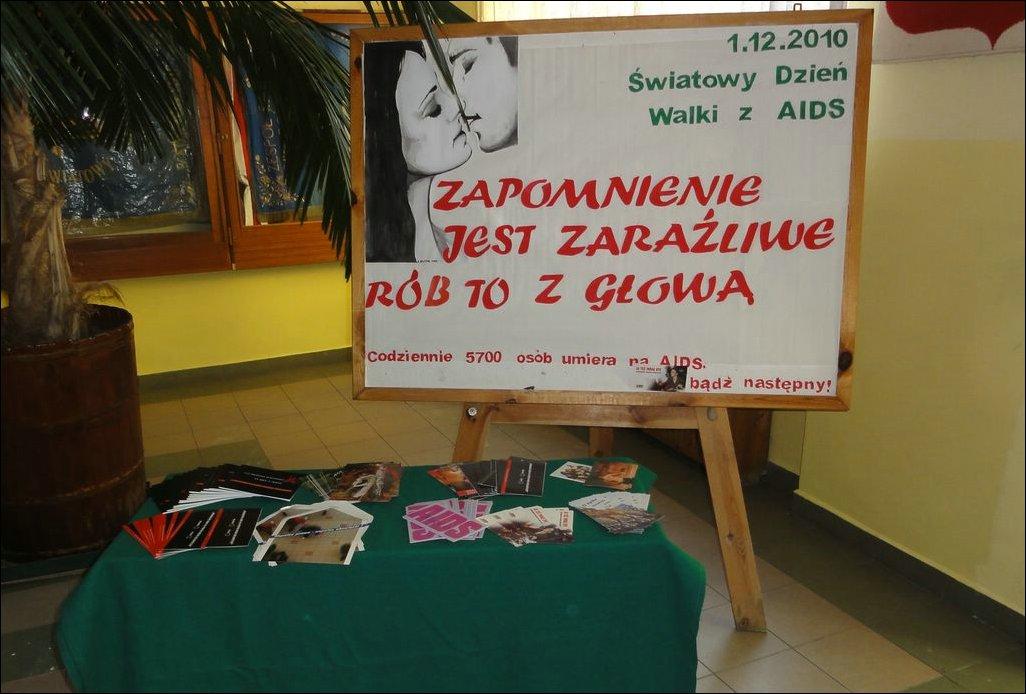 1.12.2010
Światowy Dzień
Walki z AIDS
ZAPOMNIENIE
JEST ZARAŹLIWE
RÓB TO Z GŁOWĄ
Codziennie 5700 osób umiera na AIDS.
bądź następny!
AIDS